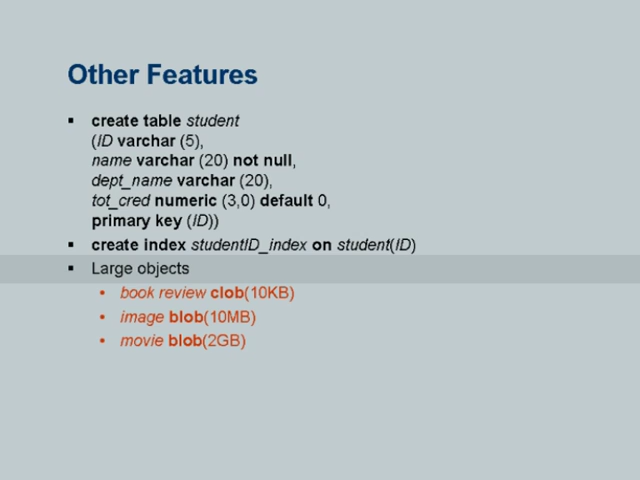 Other Features
▪ create table student
(ID varchar (5),
name varchar (20) not null,
dept_name varchar (20),
tot_cred numeric (3,0) default 0,
primary key (ID))
▪ create index studentID_index on student(ID)
▪ Large objects
• book review clob(10KB)
• image blob(10MB)
• movie blob(2GB)